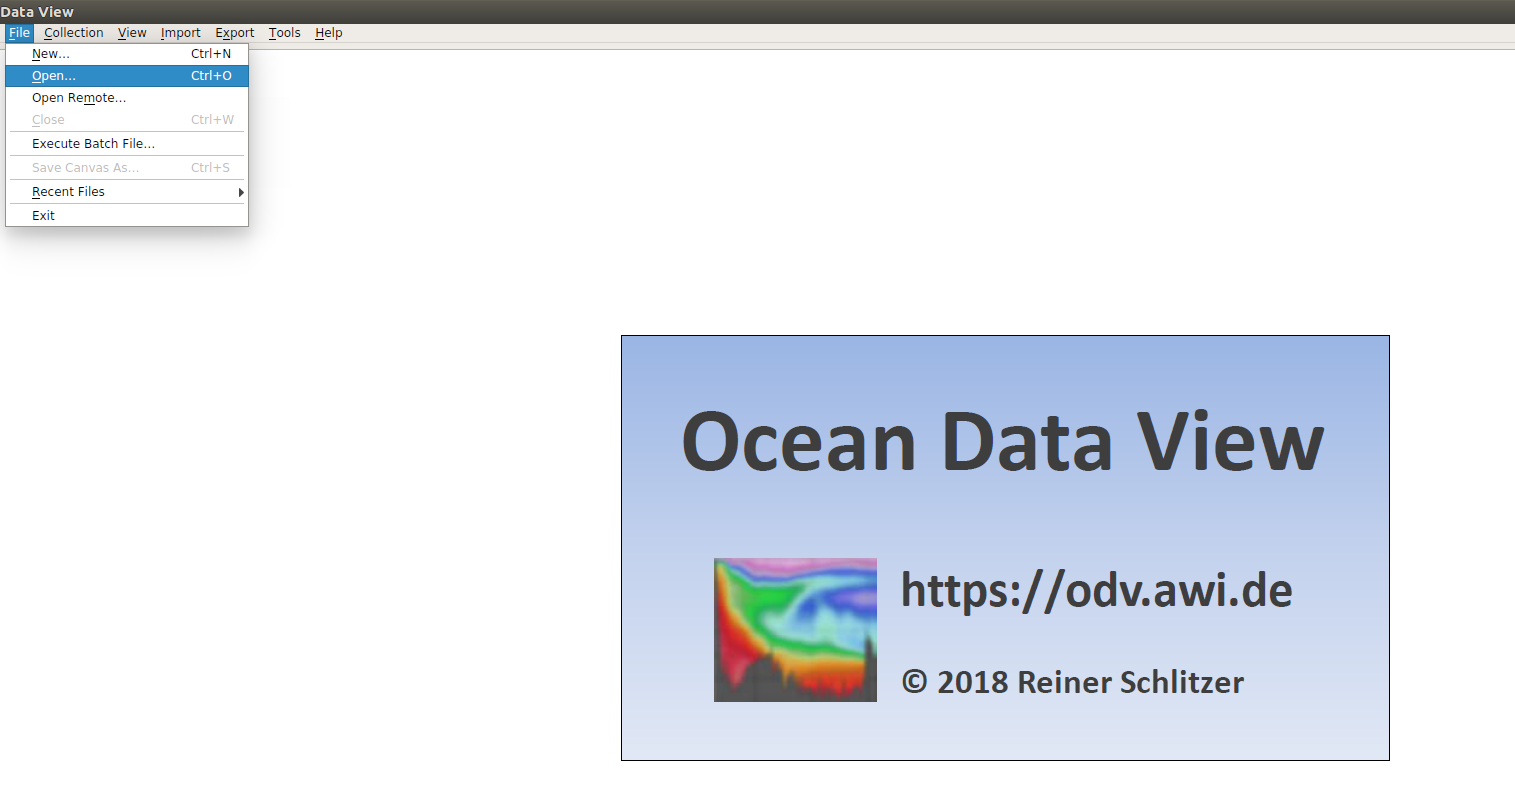 Data View
File Collection View Import Export Tools Help
New... Ctrl+N
Open... Ctrl+O
Open Remote...
Close Ctrl+W
Execute Batch File...
Save Canvas As... Ctrl+S
Recent Files
Exit
Ocean Data View
https://odv.awi.de
© 2018 Reiner Schlitzer